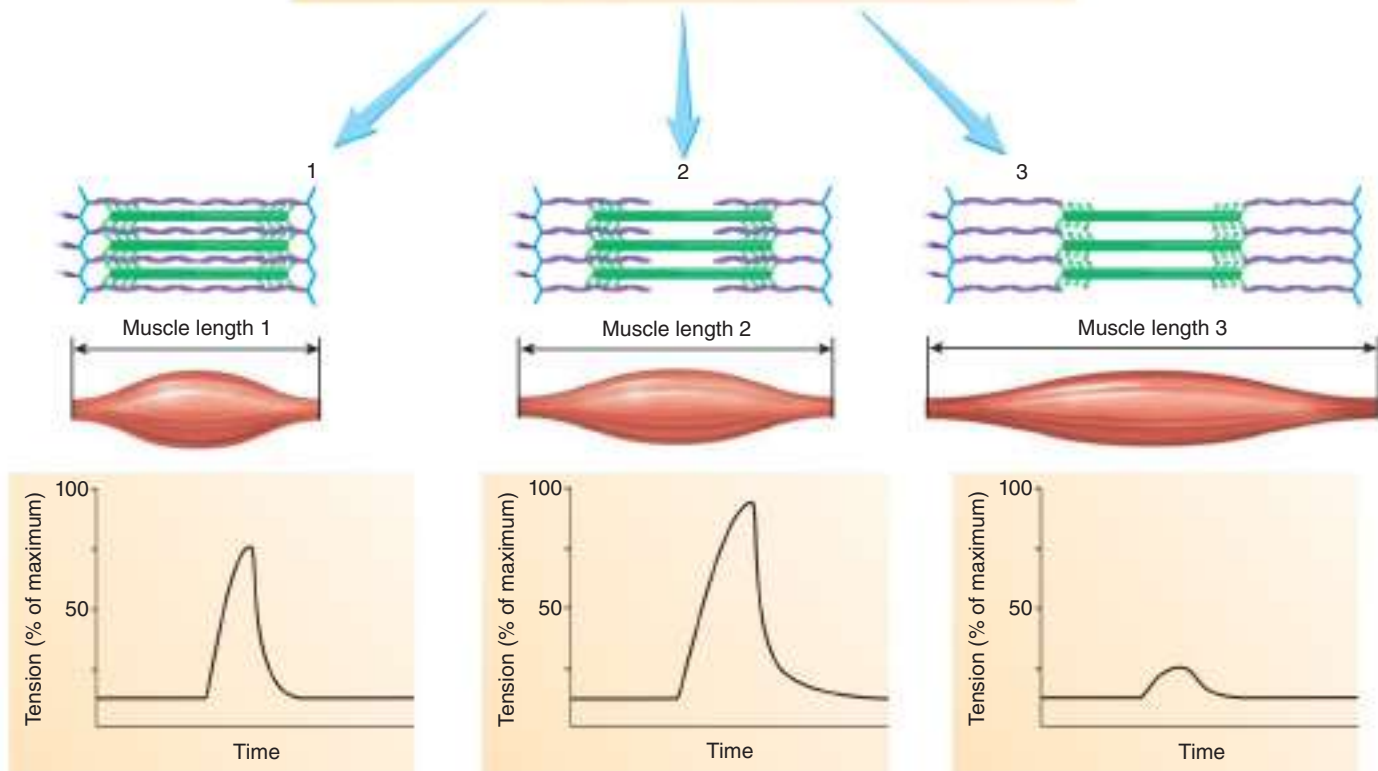 1
2
3
Muscle length 1
Muscle length 2
Muscle length 3
Tension (% of maximum)
100
50
Time
Tension (% of maximum)
100
50
Time
Tension (% of maximum)
100
50
Time